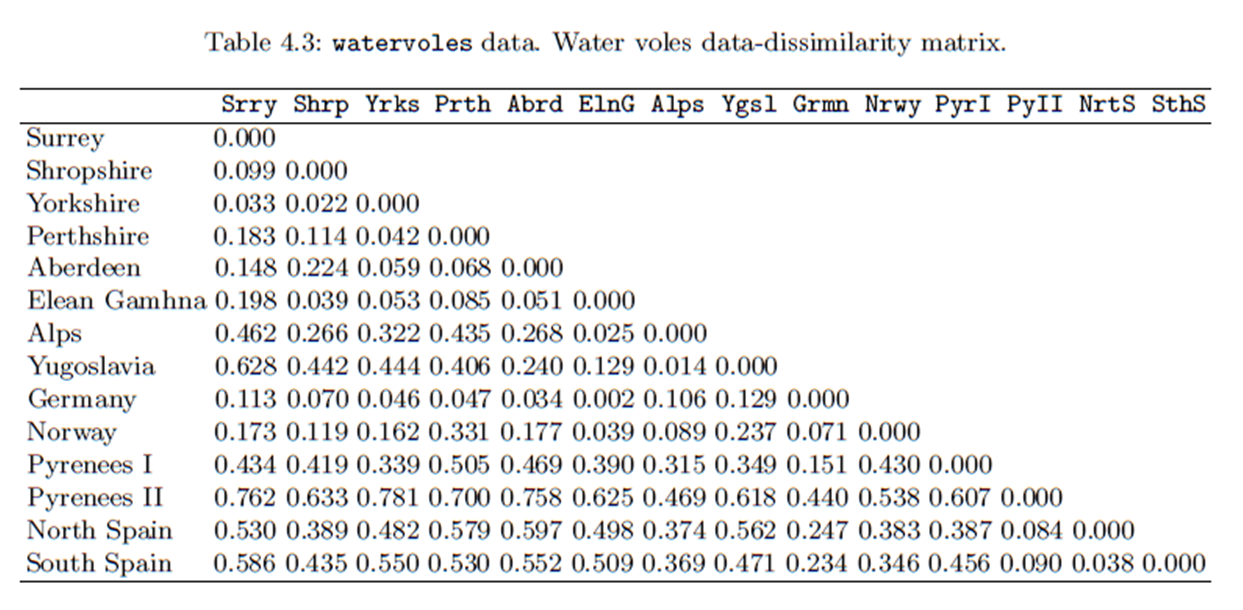 Table 4.3: watervoles data. Water voles data-dissimilarity matrix.
Srry Shrp Yrks Prth Abrd ElnG Alps Ygsl Grmn Nrwy PyrI PyII NrtS SthS
Surrey 0.000
Shropshire 0.099 0.000
Yorkshire 0.033 0.022 0.000
Perthshire 0.183 0.114 0.042 0.000
Aberdeen 0.148 0.224 0.059 0.068 0.000
Elean Gamhna 0.198 0.039 0.053 0.085 0.051 0.000
Alps 0.462 0.266 0.322 0.435 0.268 0.025 0.000
Yugoslavia 0.628 0.442 0.444 0.406 0.240 0.129 0.014 0.000
Germany 0.113 0.070 0.046 0.047 0.034 0.002 0.106 0.129 0.000
Norway 0.173 0.119 0.162 0.331 0.177 0.039 0.089 0.237 0.071 0.000
Pyrenees I 0.434 0.419 0.339 0.505 0.469 0.390 0.315 0.349 0.151 0.430 0.000
Pyrenees II 0.762 0.633 0.781 0.700 0.758 0.625 0.469 0.618 0.440 0.538 0.607 0.000
North Spain 0.530 0.389 0.482 0.579 0.597 0.498 0.374 0.562 0.247 0.383 0.387 0.084 0.000
South Spain 0.586 0.435 0.550 0.530 0.552 0.509 0.369 0.471 0.234 0.346 0.456 0.090 0.038 0.000